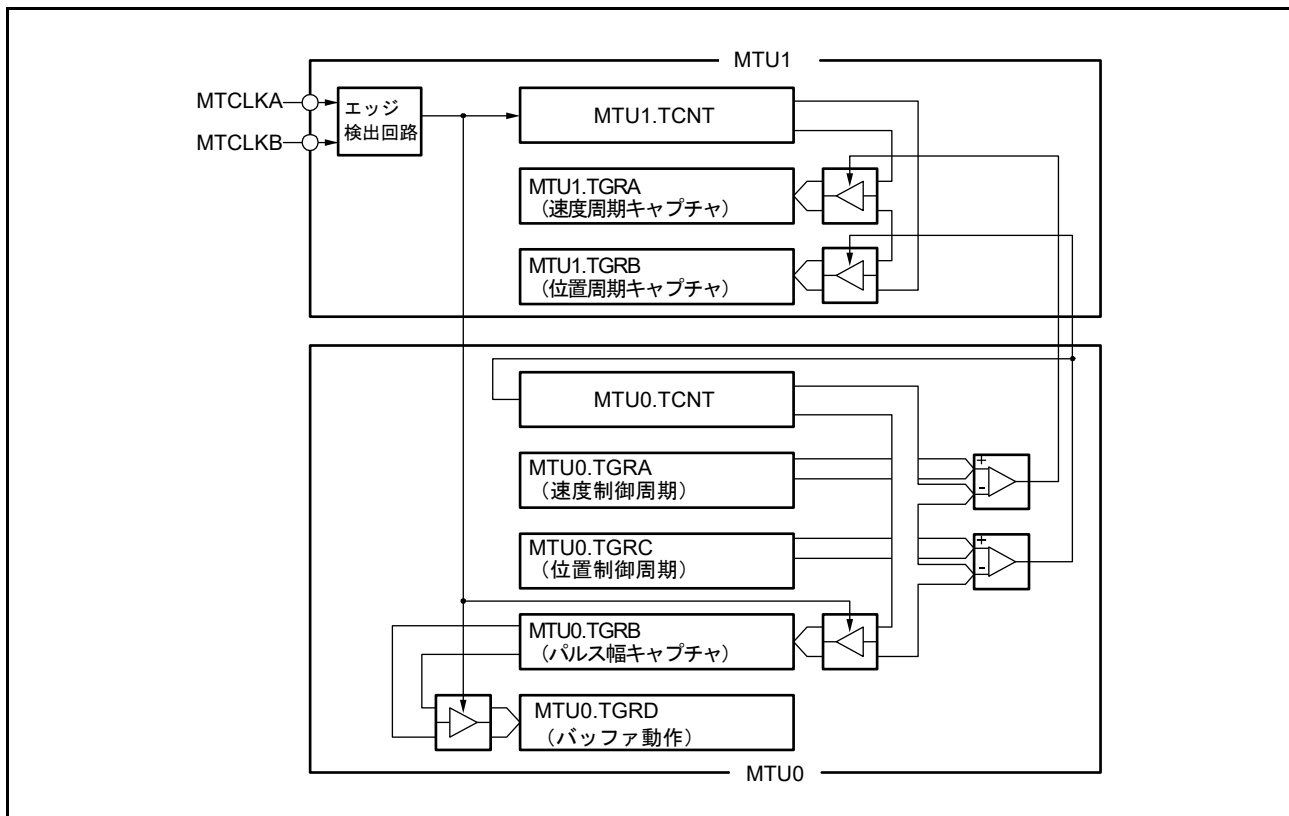 MTU1
MTCLKA
MTCLKB
エッジ
検出回路
MTU1.TCNT
MTU1.TGRA
（速度周期キャプチャ）
MTU1.TGRB
（位置周期キャプチャ）
MTU0.TCNT
MTU0.TGRA
（速度制御周期）
+
-
MTU0.TGRC
（位置制御周期）
+
-
MTU0.TGRB
（パルス幅キャプチャ）
MTU0.TGRD
（バッファ動作）
MTU0